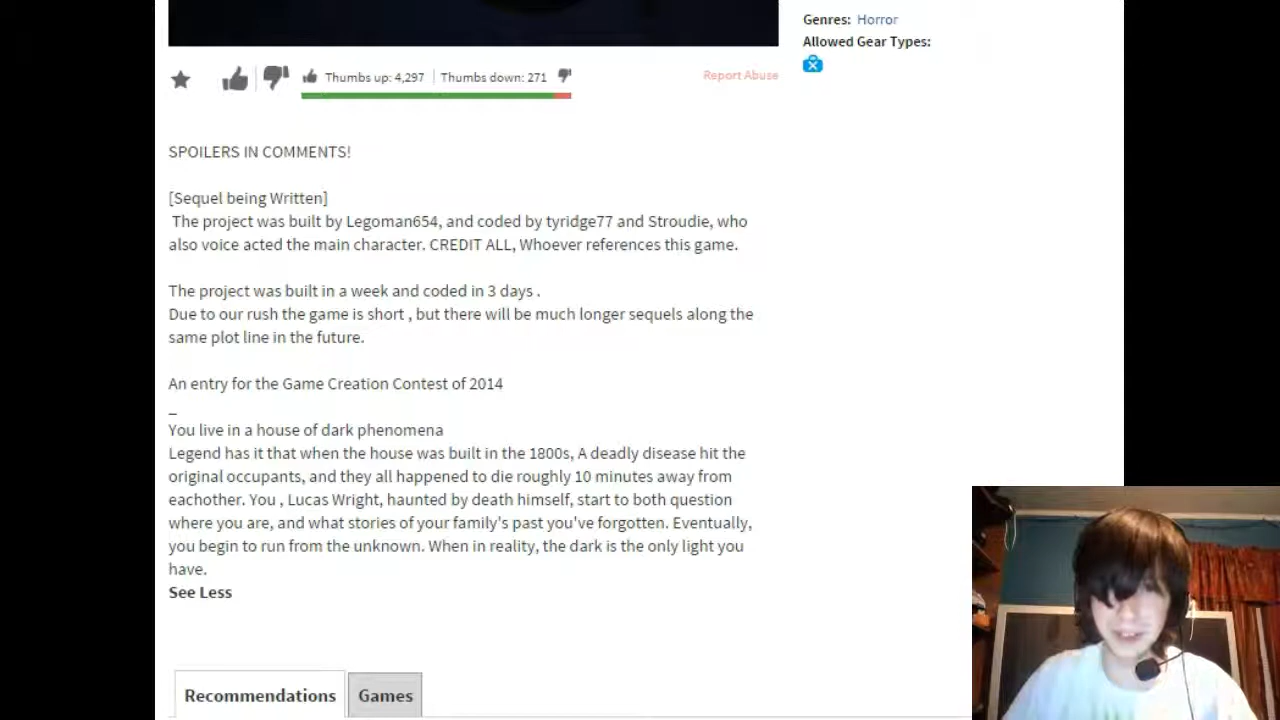 Genres: Horror
Allowed Gear Types:
Thumbs up: 4,297 Thumbs down: 271
Report Abuse
SPOILERS IN COMMENTS!
[Sequel being Written]
The project was built by Legoman654, and coded by tyridge77 and Stroudie, who
also voice acted the main character. CREDIT ALL, Whoever references this game.
The project was built in a week and coded in 3 days .
Due to our rush the game is short , but there will be much longer sequels along the
same plot line in the future.
An entry for the Game Creation Contest of 2014
_
You live in a house of dark phenomena
Legend has it that when the house was built in the 1800s, A deadly disease hit the
original occupants, and they all happened to die roughly 10 minutes away from
eachother. You , Lucas Wright, haunted by death himself, start to both question
where you are, and what stories of your family's past you've forgotten. Eventually,
you begin to run from the unknown. When in reality, the dark is the only light you
have.
See Less
Recommendations Games